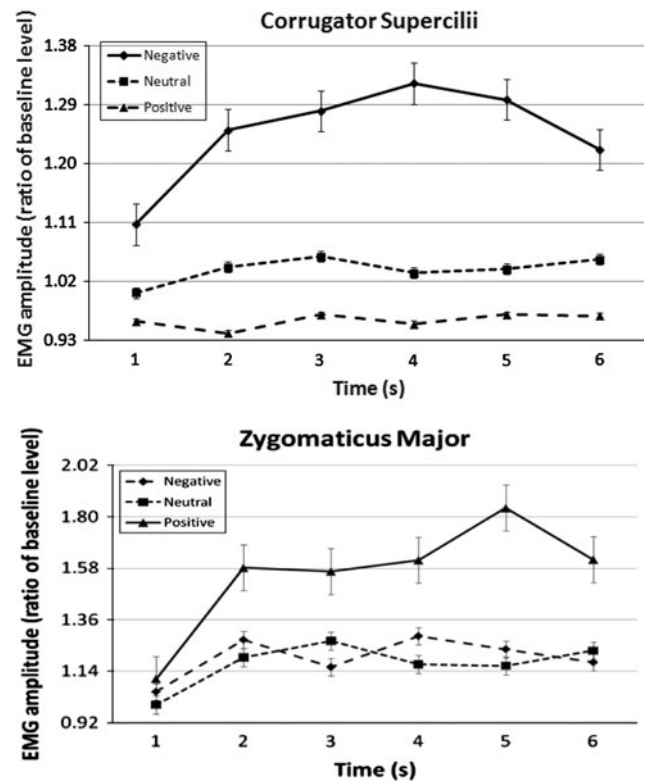 Corrugator Supercilii
EMG amplitude (ratio of baseline level)
1.38
1.29
1.20
1.11
1.02
0.93
Negative
Neutral
Positive
1 2 3 4 5 6
Time (s)
Zygomaticus Major
EMG amplitude (ratio of baseline level)
2.02
1.80
1.58
1.36
1.14
0.92
Negative
Neutral
Positive
1 2 3 4 5 6
Time (s)